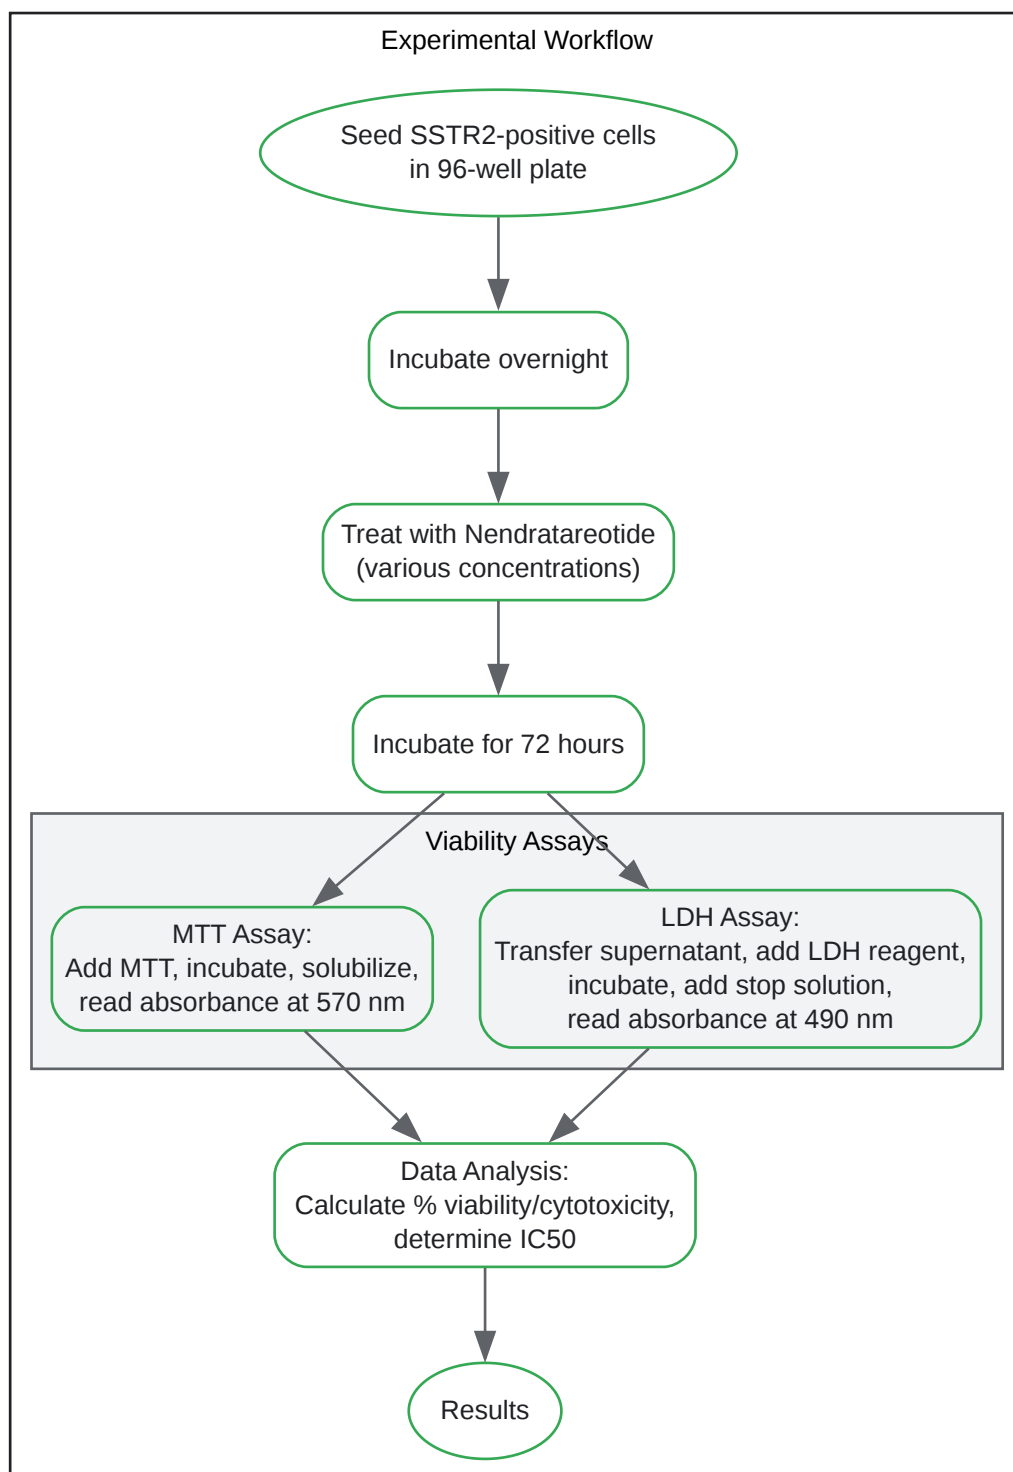 Experimental Workflow
Seed SSTR2-positive cells
in 96-well plate
Incubate overnight
Treat with Nendratareotide
(various concentrations)
Incubate for 72 hours
Viability Assays
MTT Assay:
Add MTT, incubate, solubilize,
read absorbance at 570 nm
LDH Assay:
Transfer supernatant, add LDH reagent,
incubate, add stop solution,
read absorbance at 490 nm
Data Analysis:
Calculate % viability/cytotoxicity,
determine IC50
Results